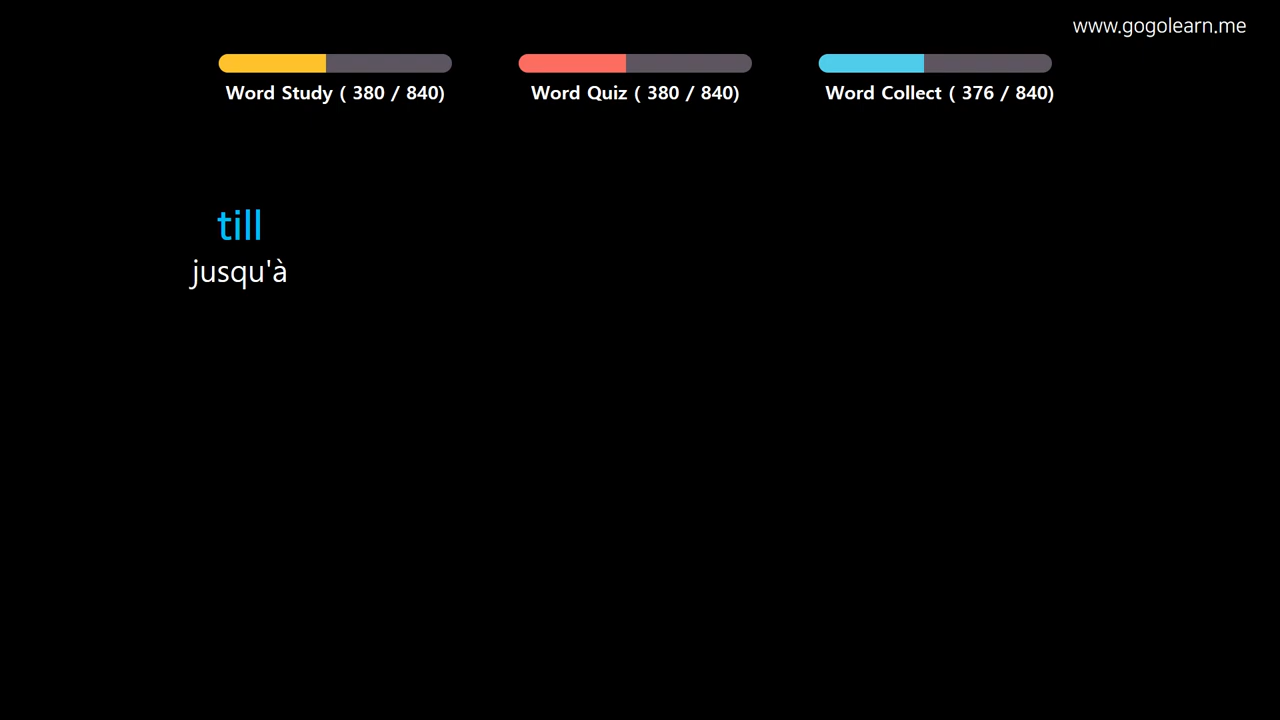 www.gogolearn.me
Word Study ( 380 / 840)
Word Quiz ( 380 / 840)
Word Collect ( 376 / 840)
till
jusqu'à